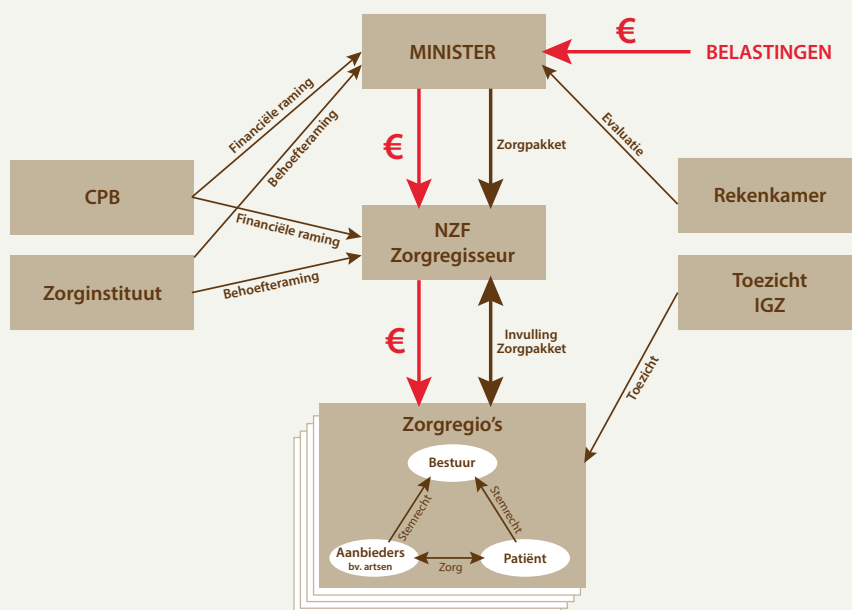 €
MINISTER
BELASTINGEN
Financiële raming
Behoefteraming
€
Zorgpakket
Evaluatie
CPB
Rekenkamer
Financiële raming
NZF
Zorgregisseur
Zorginstituut
Behoefteraming
Toezicht
IGZ
€
Invulling
Zorgpakket
Toezicht
Zorgregio's
Bestuur
Stemrecht
Stemrecht
Aanbieders
bv. artsen
Zorg
Patiënt